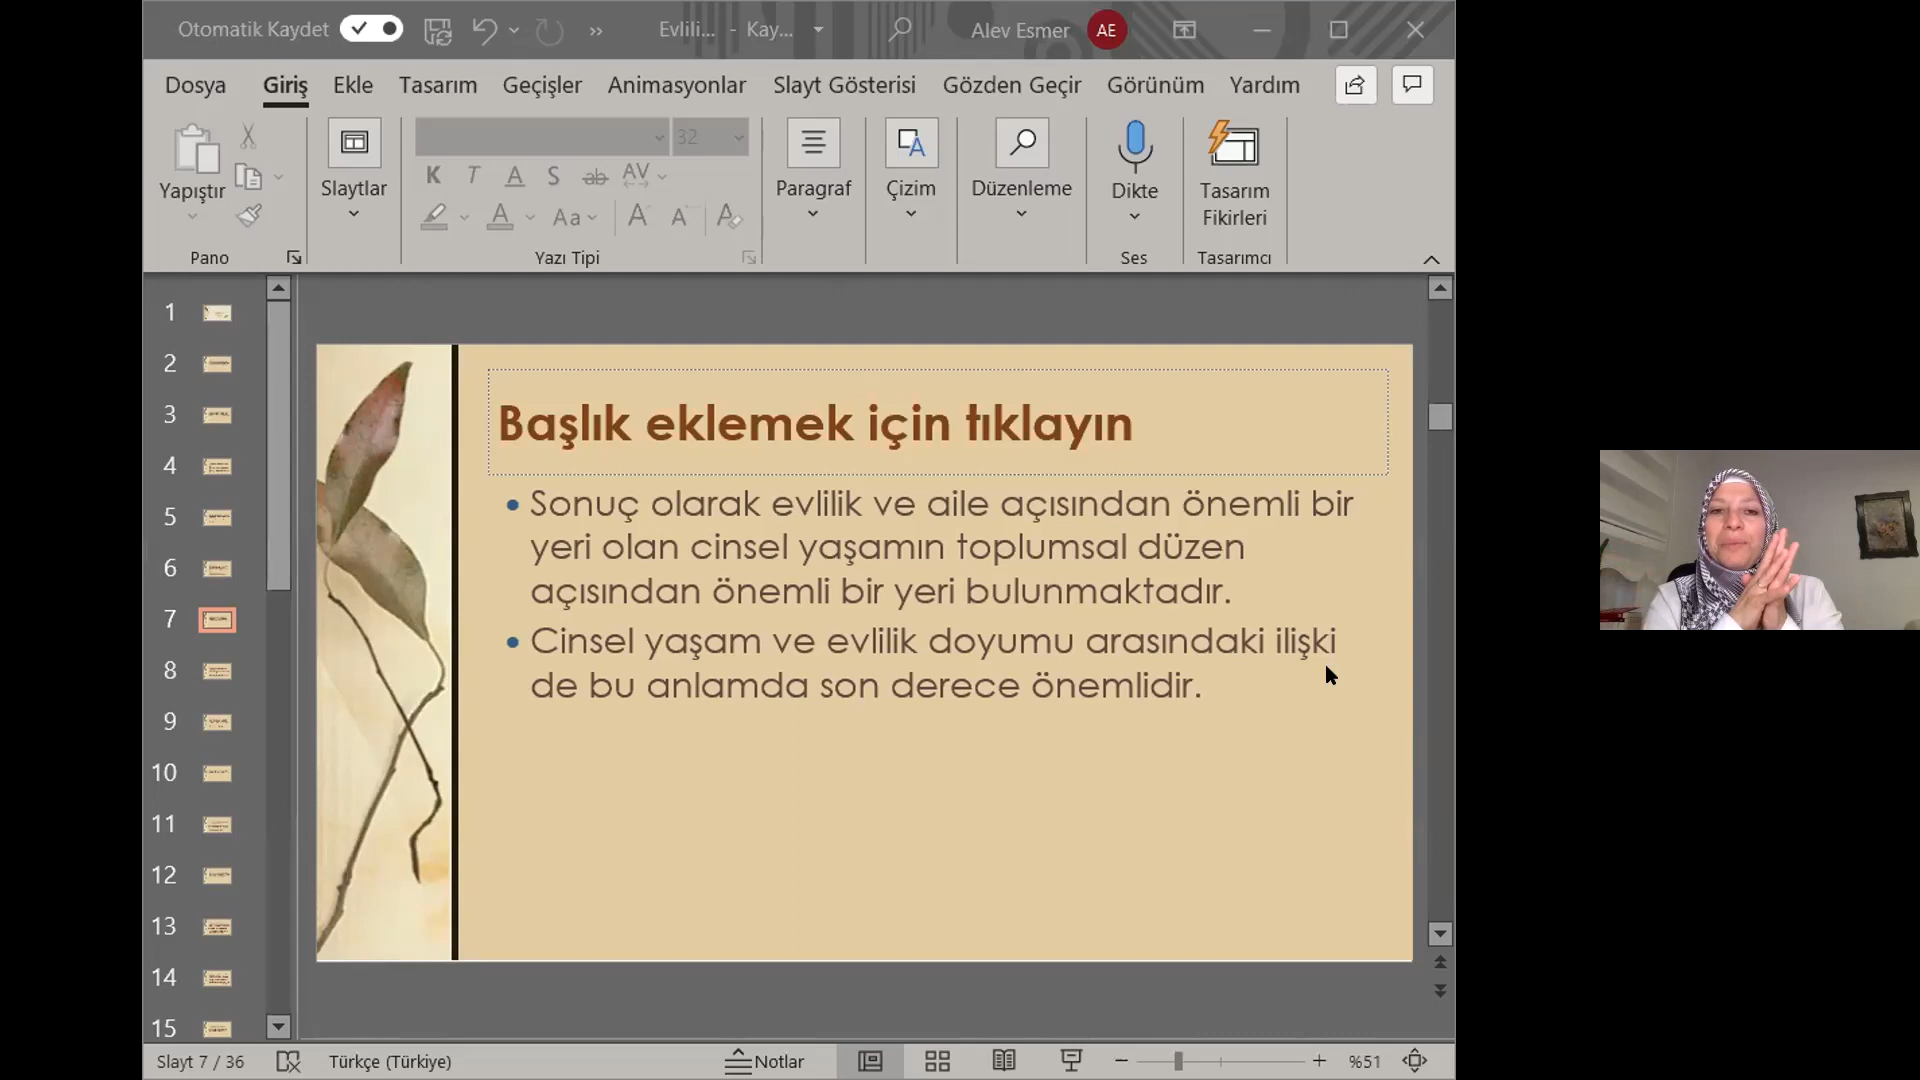 Otomatik Kaydet
Evlili... - Kay...
Alev Esmer AE
Dosya Giriş Ekle Tasarım Geçişler Animasyonlar Slayt Gösterisi Gözden Geçir Görünüm Yardım
32
K T A S ab AV
A Aa A A A
Yapıştır Slaytlar Paragraf Çizim Düzenleme Dikte Tasarım Fikirleri
Pano Yazı Tipi Ses Tasarımcı
1
2
3
4
5
6
7
8
9
10
11
12
13
14
15
Başlık eklemek için tıklayın
• Sonuç olarak evlilik ve aile açısından önemli bir
yeri olan cinsel yaşamın toplumsal düzen
açısından önemli bir yeri bulunmaktadır.
• Cinsel yaşam ve evlilik doyumu arasındaki ilişki
de bu anlamda son derece önemlidir.
Slayt 7 / 36 Türkçe (Türkiye) Notlar %51